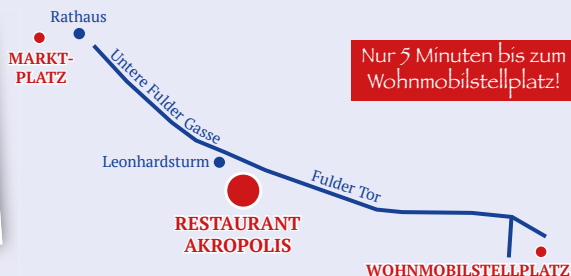 Rathaus
MARKT-
PLATZ
Nur 5 Minuten bis zum
Wohnmobilstellplatz!
Untere Fulder Gasse
Leonhardsturm
Fulder Tor
RESTAURANT
AKROPOLIS
WOHNMOBILSTELLPLATZ